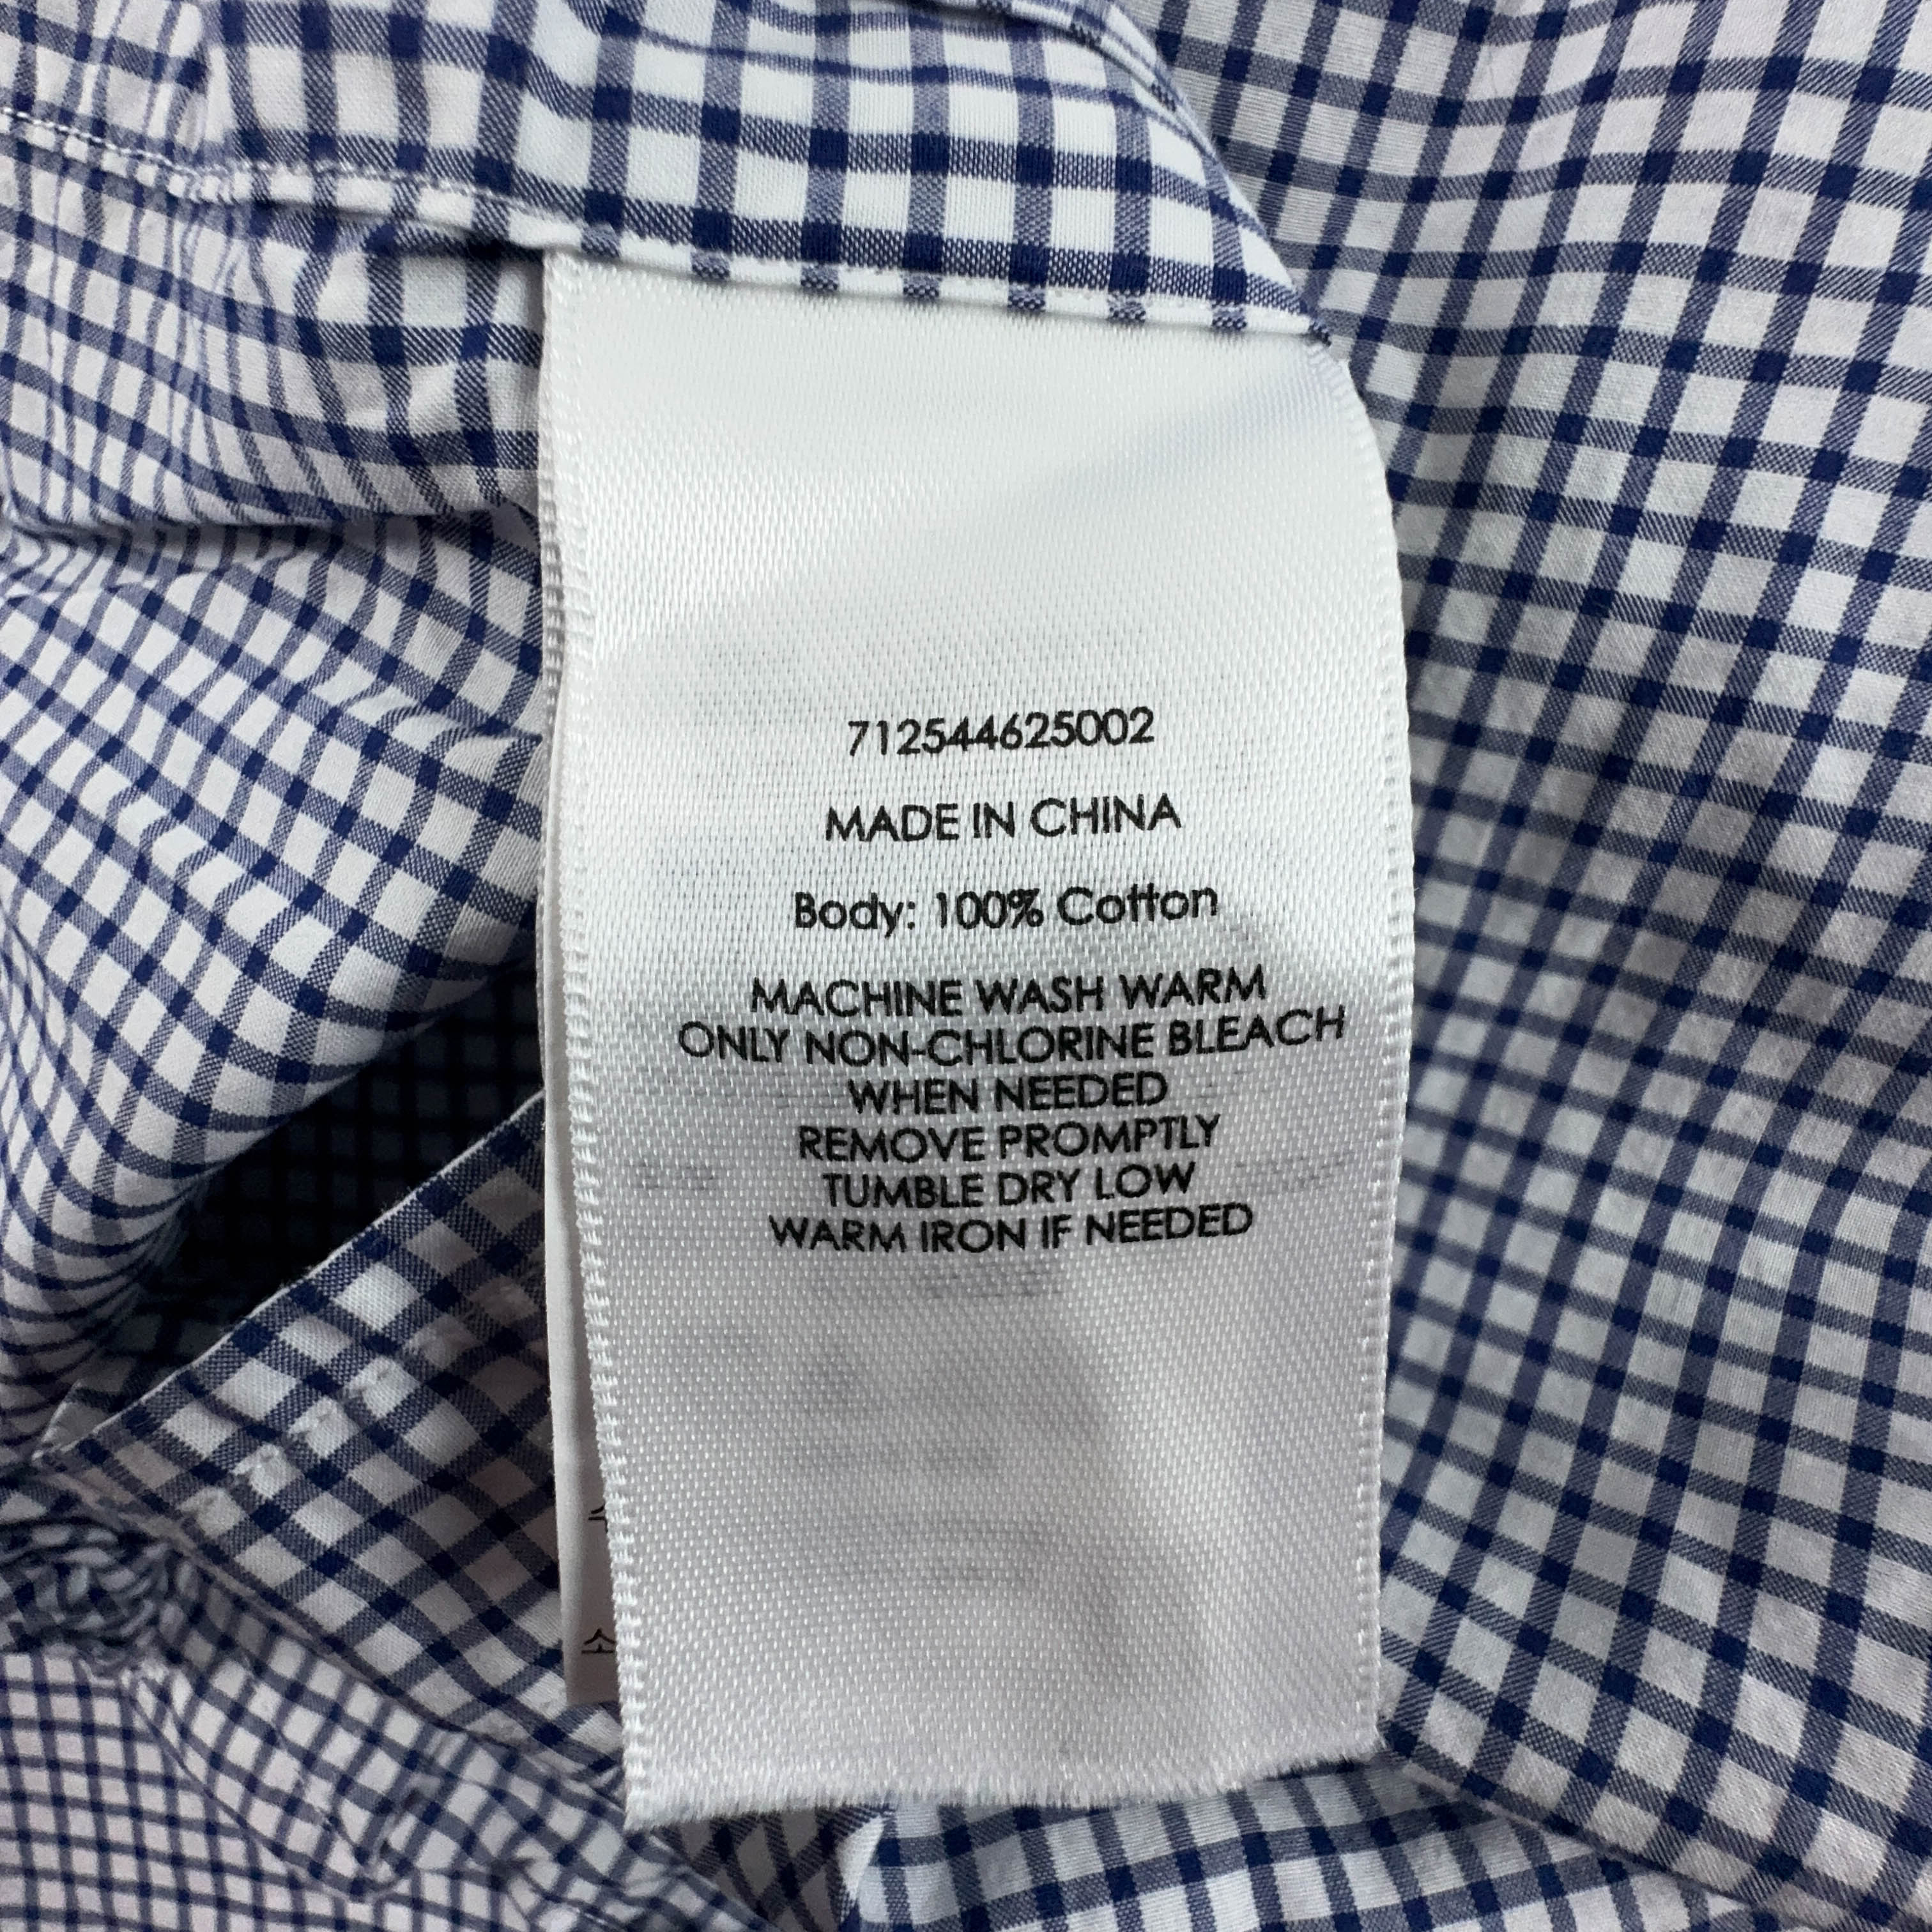 712544625002
MADE IN CHINA
Body: 100% Cotton
MACHINE WASH WARM
ONLY NON-CHLORINE BLEACH
WHEN NEEDED
REMOVE PROMPTLY
TUMBLE DRY LOW
WARM IRON IF NEEDED